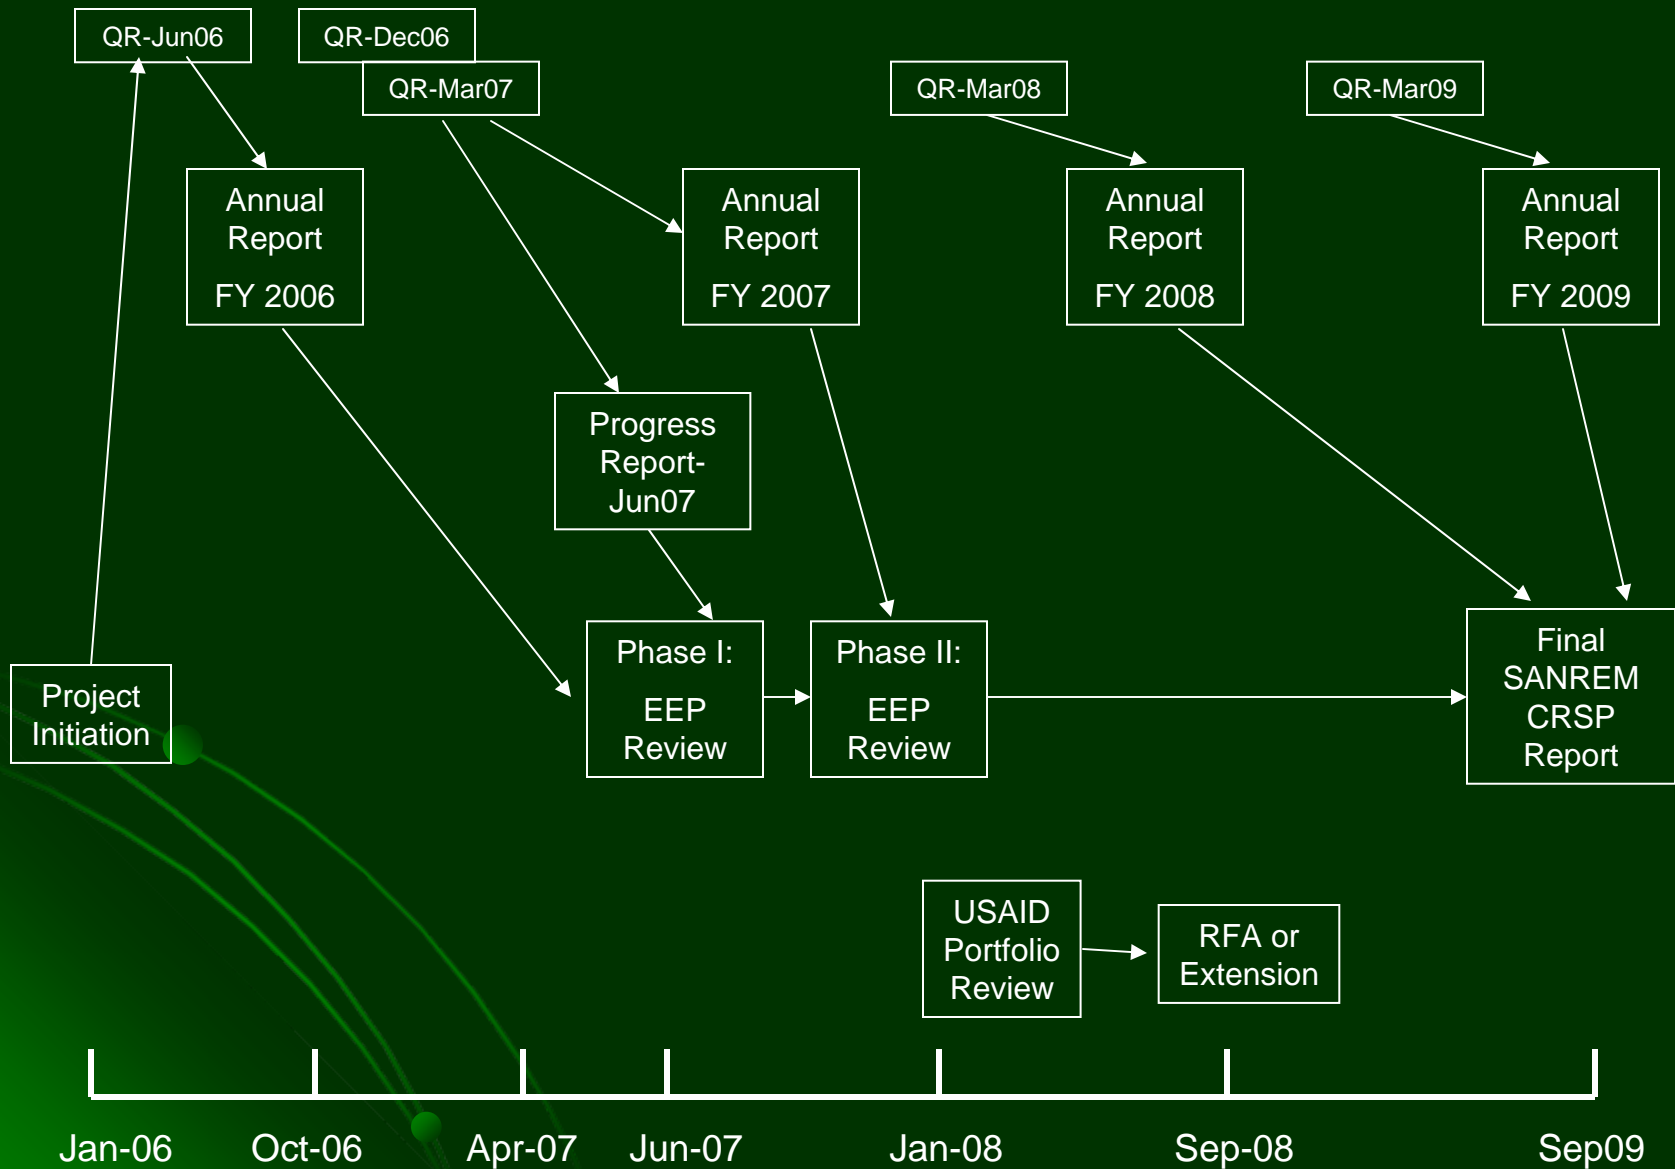 QR-Jun06
QR-Dec06
QR-Mar07
QR-Mar08
QR-Mar09
Annual
Report
FY 2006
Annual
Report
FY 2007
Annual
Report
FY 2008
Annual
Report
FY 2009
Progress
Report-
Jun07
Project
Initiation
Phase I:
EEP
Review
Phase II:
EEP
Review
Final
SANREM
CRSP
Report
USAID
Portfolio
Review
RFA or
Extension
Jan-06
Oct-06
Apr-07
Jun-07
Jan-08
Sep-08
Sep09